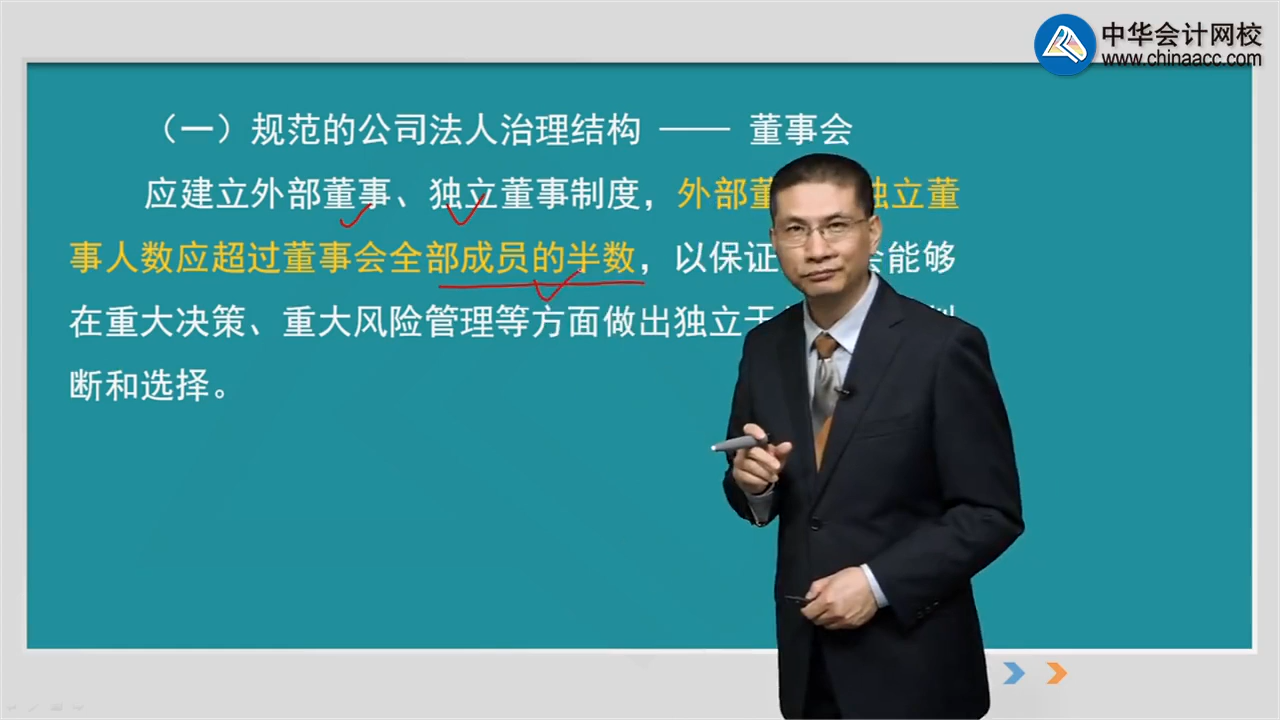 中华会计网校
www.chinaacc.com
（一）规范的公司法人治理结构 —— 董事会
应建立外部董事、独立董事制度，外部董 独立董
事人数应超过董事会全部成员的半数，以保证 会能够
在重大决策、重大风险管理等方面做出独立于
断和选择。